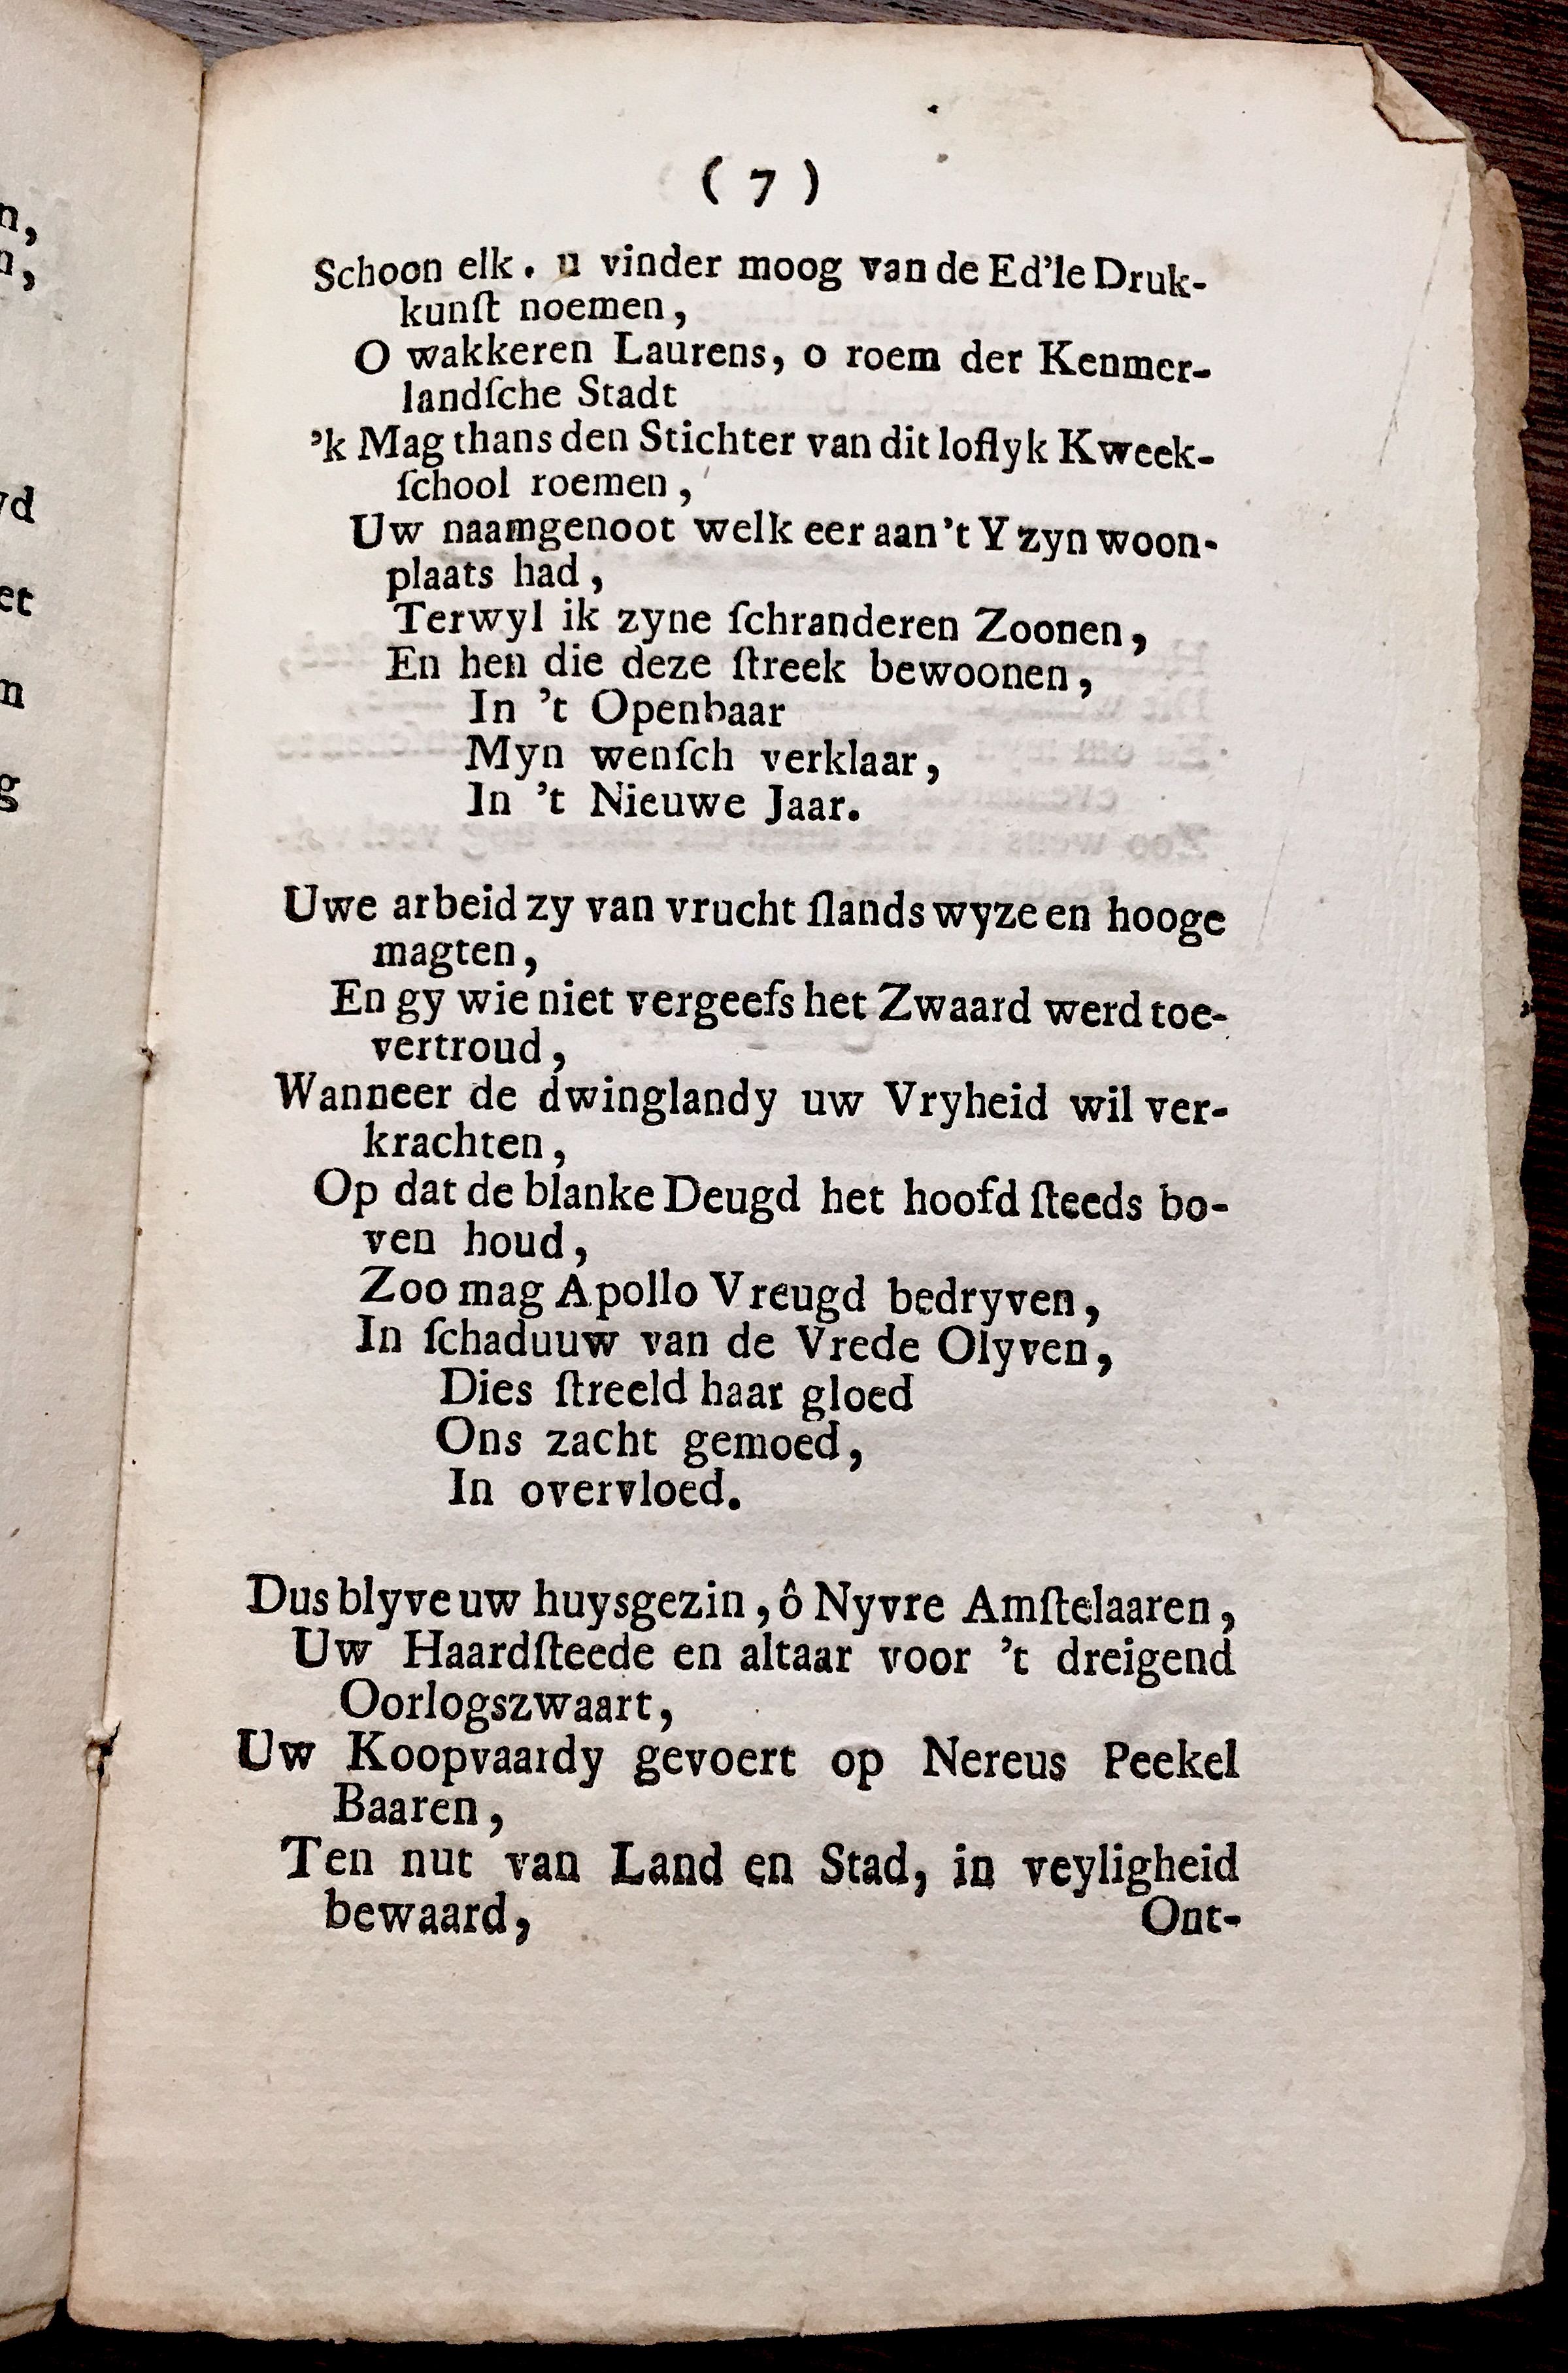 ( 7 )
Schoon elk. u vinder moog van de Ed'le Druk-
kunſt noemen,
O wakkeren Laurens, o roem der Kenmer-
landſche Stadt
'k Mag thans den Stichter van dit loflyk Kweek-
ſchool roemen,
Uw naamgenoot welk eer aan't Y zyn woon-
plaats had,
Terwyl ik zyne ſchranderen Zoonen,
En hen die deze ſtreek bewoonen,
In 't Openbaar
Myn wenſch verklaar,
In 't Nieuwe Jaar.
Uwe arbeid zy van vrucht ſlands wyze en hooge
magten,
En gy wie niet vergeefs het Zwaard werd toe-
vertroud,
Wanneer de dwinglandy uw Vryheid wil ver-
krachten,
Op dat de blanke Deugd het hoofd ſteeds bo-
ven houd,
Zoo mag Apollo Vreugd bedryven,
In ſchaduuw van de Vrede Olyven,
Dies ſtreeld haar gloed
Ons zacht gemoed,
In overvloed.
Dus blyve uw huysgezin, ô Nyvre Amſtelaaren,
Uw Haardſteede en altaar voor 't dreigend
Oorlogszwaart,
Uw Koopvaardy gevoert op Nereus Peekel
Baaren,
Ten nut van Land en Stad, in veyligheid
bewaard,
Ont-